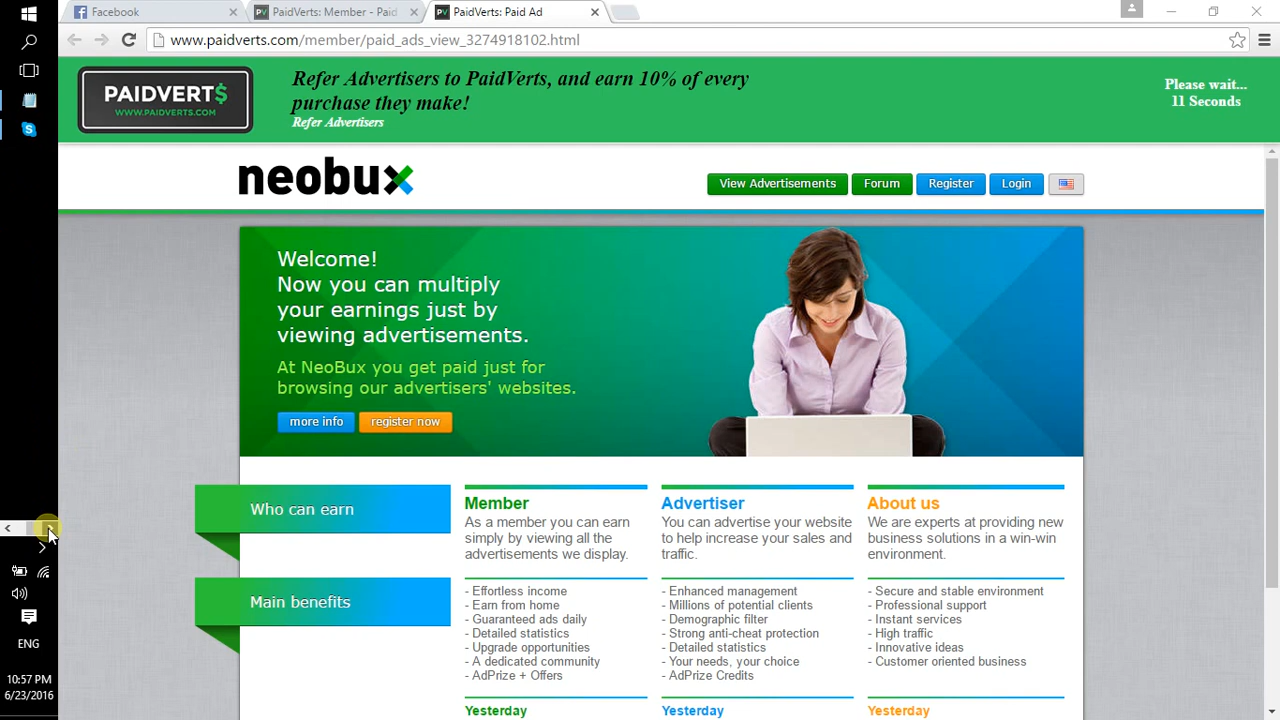 Facebook
PaidVerts: Member - Paid
PaidVerts: Paid Ad
www.paidverts.com/member/paid_ads_view_3274918102.html
PAIDVERT$
WWW.PAIDVERTS.COM
Refer Advertisers to PaidVerts, and earn 10% of every
purchase they make!
Refer Advertisers
Please wait...
11 Seconds
neobux
View Advertisements
Forum
Register
Login
Welcome!
Now you can multiply
your earnings just by
viewing advertisements.
At NeoBux you get paid just for
browsing our advertisers' websites.
more info
register now
Who can earn
Member
As a member you can earn
simply by viewing all the
advertisements we display.
Advertiser
You can advertise your website
to help increase your sales and
traffic.
About us
We are experts at providing new
business solutions in a win-win
environment.
Main benefits
- Effortless income
- Earn from home
- Guaranteed ads daily
- Detailed statistics
- Upgrade opportunities
- A dedicated community
- AdPrize + Offers
- Enhanced management
- Millions of potential clients
- Demographic filter
- Strong anti-cheat protection
- Detailed statistics
- Your needs, your choice
- AdPrize Credits
- Secure and stable environment
- Professional support
- Instant services
- High traffic
- Innovative ideas
- Customer oriented business
Yesterday
Yesterday
Yesterday
ENG
10:57 PM
6/23/2016